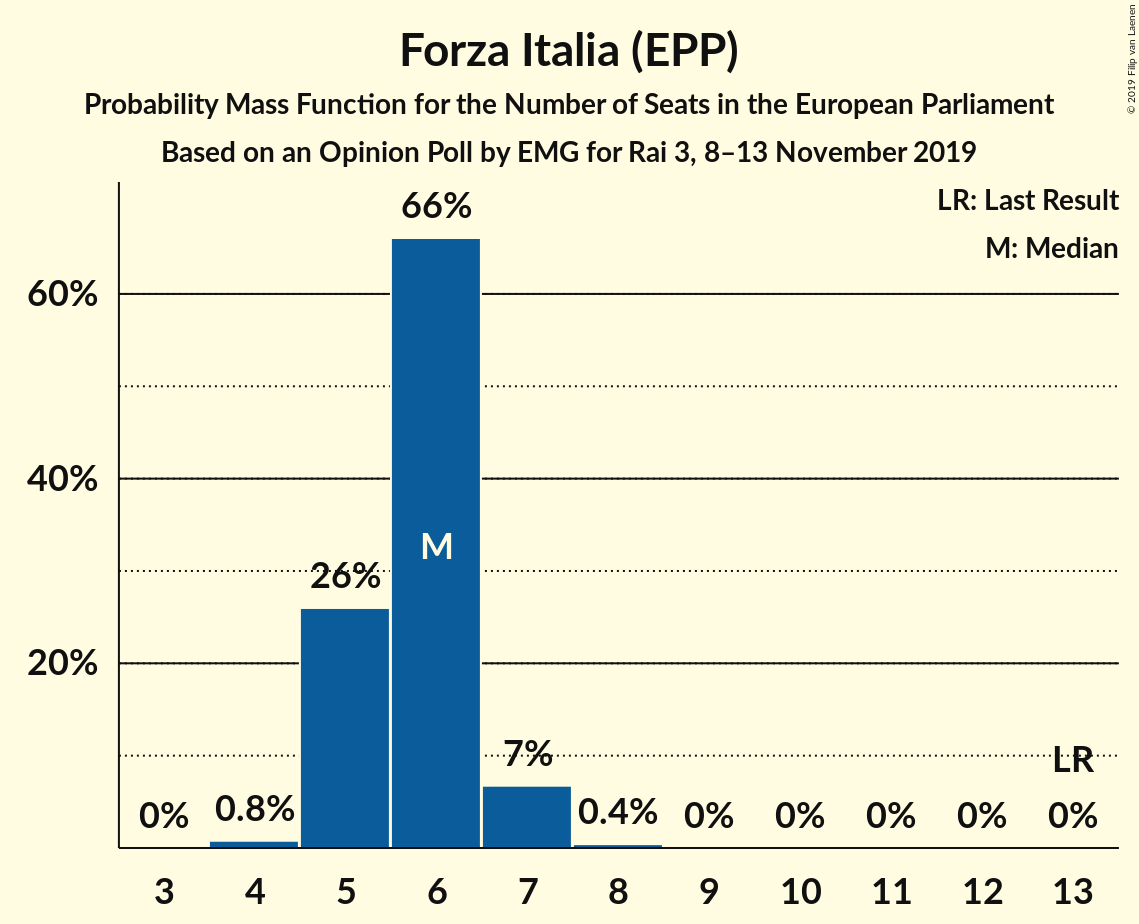 Forza Italia (EPP)
Probability Mass Function for the Number of Seats in the European Parliament
Based on an Opinion Poll by EMG for Rai 3, 8–13 November 2019
© 2019 Filip van Laenen
LR: Last Result
M: Median
60%
40%
20%
0%
0.8%
26%
66%
M
7%
0.4%
0%
0%
0%
0%
LR
0%
3 4 5 6 7 8 9 10 11 12 13